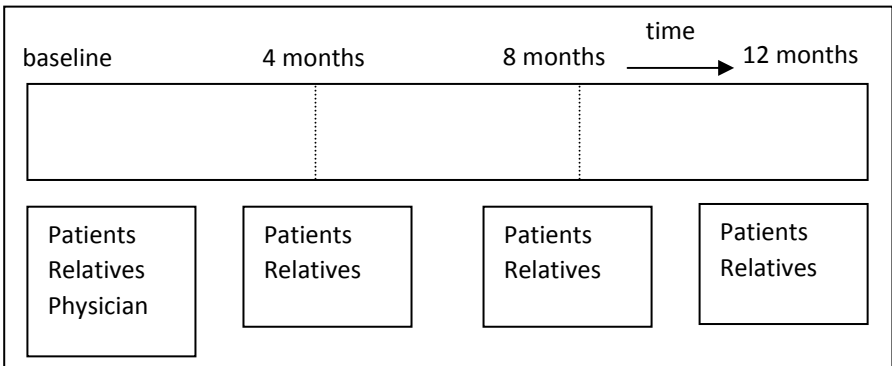 time
baseline 4 months 8 months 12 months
Patients
Relatives
Physician
Patients
Relatives
Patients
Relatives
Patients
Relatives